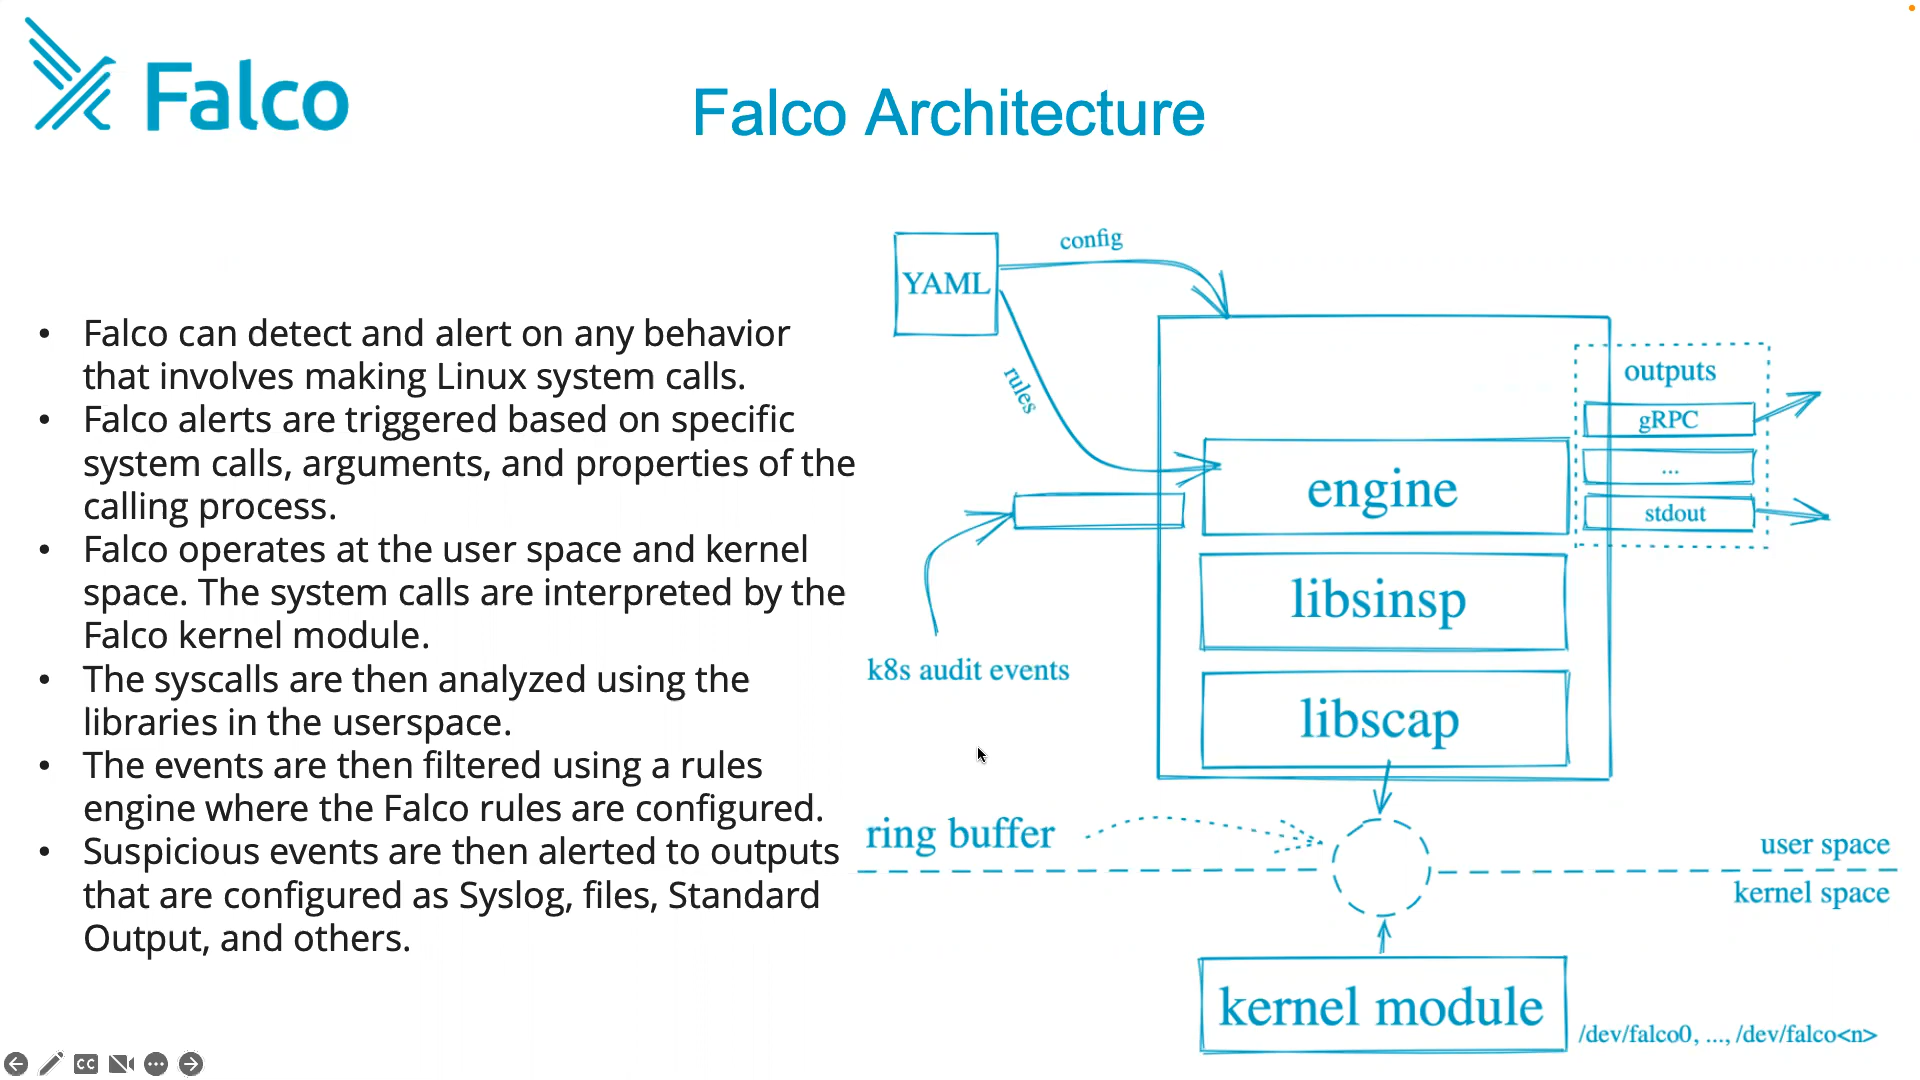 Falco
Falco Architecture
• Falco can detect and alert on any behavior
that involves making Linux system calls.
• Falco alerts are triggered based on specific
system calls, arguments, and properties of the
calling process.
• Falco operates at the user space and kernel
space. The system calls are interpreted by the
Falco kernel module.
• The syscalls are then analyzed using the
libraries in the userspace.
• The events are then filtered using a rules
engine where the Falco rules are configured.
• Suspicious events are then alerted to outputs
that are configured as Syslog, files, Standard
Output, and others.
YAML
config
rules
k8s audit events
engine
libsinsp
libscap
outputs
gRPC
...
stdout
ring buffer
user space
kernel space
kernel module
/dev/falco0, ..., /dev/falco<n>
CC